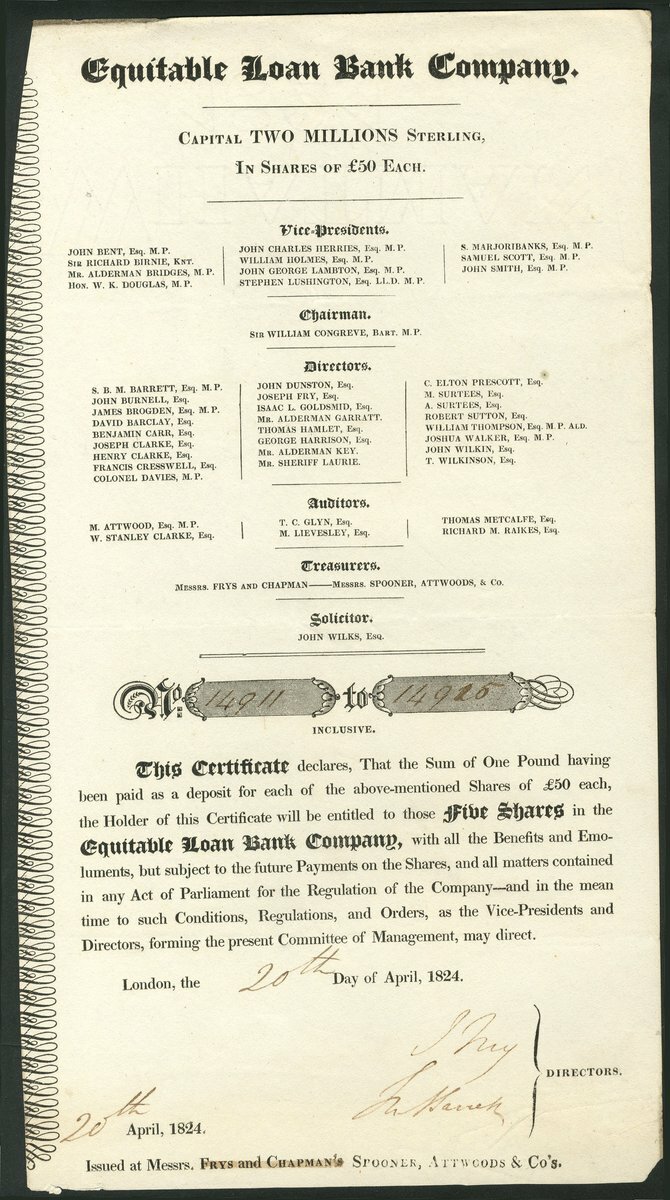 Equitable Loan Bank Company.
CAPITAL TWO MILLIONS STERLING,
IN SHARES OF £50 EACH.
Vice-Presidents.
JOHN BENT, Esq. M.P.
SIR RICHARD BIRNIE, KNT.
MR. ALDERMAN BRIDGES, M.P.
HON. W. K. DOUGLAS, M.P.
JOHN CHARLES HERRIES, Esq. M.P.
WILLIAM HOLMES, Esq. M.P.
JOHN GEORGE LAMBTON, Esq. M.P.
STEPHEN LUSHINGTON, Esq. LL.D. M.P.
S. MARJORIBANKS, Esq. M.P.
SAMUEL SCOTT, Esq. M.P.
JOHN SMITH, Esq. M.P.
Chairman.
SIR WILLIAM CONGREVE, BART. M.P.
Directors.
S. B. M. BARRETT, Esq. M.P.
JOHN BURNELL, Esq.
JAMES BROGDEN, Esq. M.P.
DAVID BARCLAY, Esq.
BENJAMIN CARR, Esq.
JOSEPH CLARKE, Esq.
HENRY CLARKE, Esq.
FRANCIS CRESSWELL, Esq.
COLONEL DAVIES, M.P.
JOHN DUNSTON, Esq.
JOSEPH FRY, Esq.
ISAAC L. GOLDSMID, Esq.
MR. ALDERMAN GARRATT.
THOMAS HAMLET, Esq.
GEORGE HARRISON, Esq.
MR. ALDERMAN KEY.
MR. SHERIFF LAURIE.
C. ELTON PRESCOTT, Esq.
M. SURTEES, Esq.
A. SURTEES, Esq.
ROBERT SUTTON, Esq.
WILLIAM THOMPSON, Esq. M.P. ALD.
JOSHUA WALKER, Esq. M.P.
JOHN WILKIN, Esq.
T. WILKINSON, Esq.
Auditors.
M. ATTWOOD, Esq. M.P.
W. STANLEY CLARKE, Esq.
T. C. GLYN, Esq.
M. LIEVESLEY, Esq.
THOMAS METCALFE, Esq.
RICHARD M. RAIKES, Esq.
Treasurers.
MESSRS. FRYS AND CHAPMAN——MESSRS. SPOONER, ATTWOODS, & Co.
Solicitor.
JOHN WILKS, Esq.
No. 14911 to 14925
INCLUSIVE.
This Certificate declares, That the Sum of One Pound having
been paid as a deposit for each of the above-mentioned Shares of £50 each,
the Holder of this Certificate will be entitled to those Five Shares in the
Equitable Loan Bank Company, with all the Benefits and Emo-
luments, but subject to the future Payments on the Shares, and all matters contained
in any Act of Parliament for the Regulation of the Company—and in the mean
time to such Conditions, Regulations, and Orders, as the Vice-Presidents and
Directors, forming the present Committee of Management, may direct.
London, the 20th Day of April, 1824.
DIRECTORS.
20th April, 1824.
Issued at Messrs. FRYS and CHAPMAN's SPOONER, ATTWOODS & Co's.